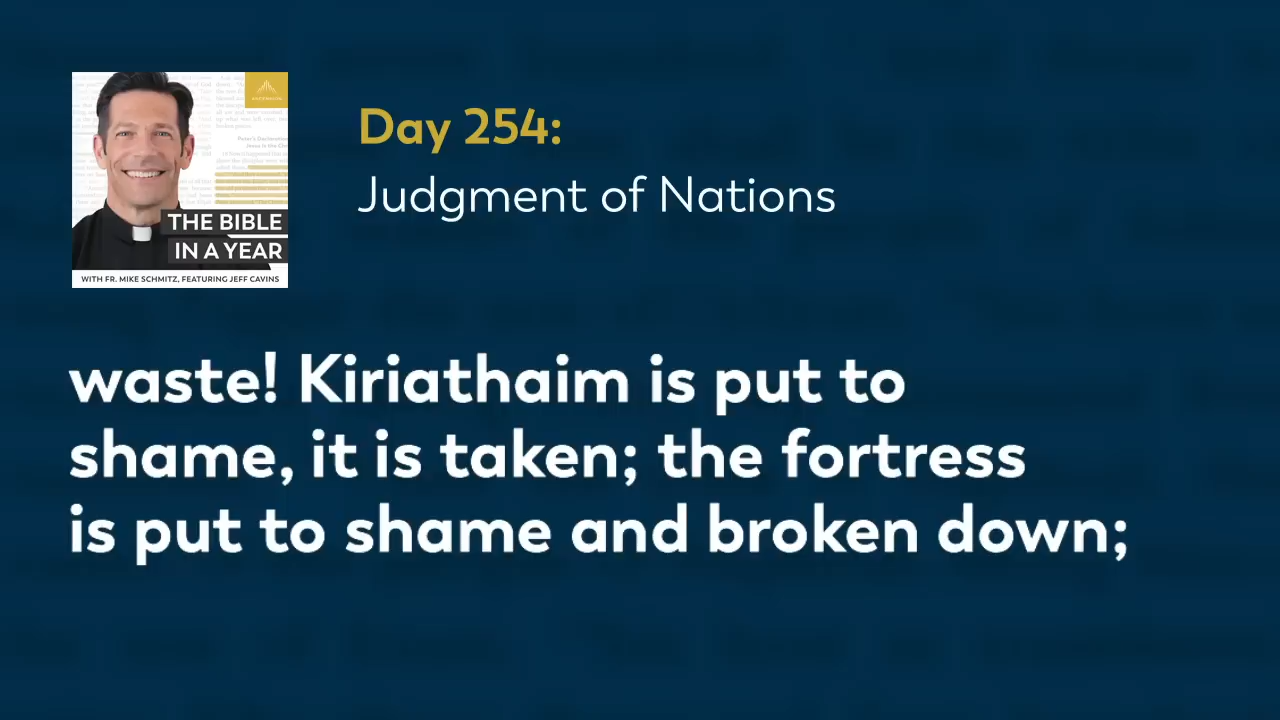 Day 254:
Judgment of Nations
THE BIBLE
IN A YEAR
WITH FR. MIKE SCHMITZ, FEATURING JEFF CAVINS
waste! Kiriathaim is put to
shame, it is taken; the fortress
is put to shame and broken down;